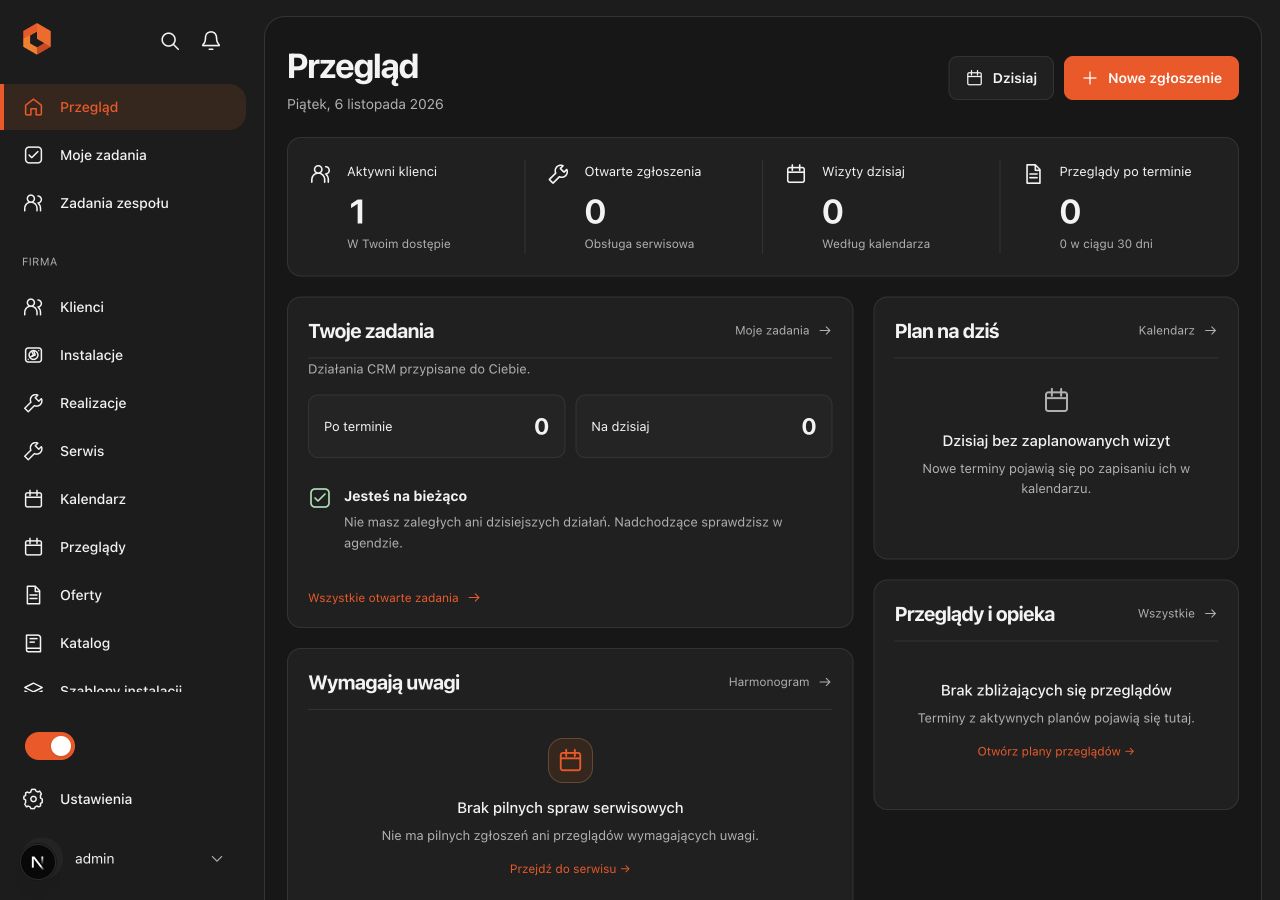 Przegląd
Moje zadania
Zadania zespołu
FIRMA
Klienci
Instalacje
Realizacje
Serwis
Kalendarz
Przeglądy
Oferty
Katalog
Szablony instalacji
Ustawienia
N
admin
Przegląd
Piątek, 6 listopada 2026
Dzisiaj
Nowe zgłoszenie
Aktywni klienci
1
W Twoim dostępie
Otwarte zgłoszenia
0
Obsługa serwisowa
Wizyty dzisiaj
0
Według kalendarza
Przeglądy po terminie
0
0 w ciągu 30 dni
Twoje zadania
Moje zadania →
Działania CRM przypisane do Ciebie.
Po terminie 0
Na dzisiaj 0
Jesteś na bieżąco
Nie masz zaległych ani dzisiejszych działań. Nadchodzące sprawdzisz w
agendzie.
Wszystkie otwarte zadania →
Wymagają uwagi
Harmonogram →
Brak pilnych spraw serwisowych
Nie ma pilnych zgłoszeń ani przeglądów wymagających uwagi.
Przejdź do serwisu →
Plan na dziś
Kalendarz →
Dzisiaj bez zaplanowanych wizyt
Nowe terminy pojawią się po zapisaniu ich w
kalendarzu.
Przeglądy i opieka
Wszystkie →
Brak zbliżających się przeglądów
Terminy z aktywnych planów pojawią się tutaj.
Otwórz plany przeglądów →